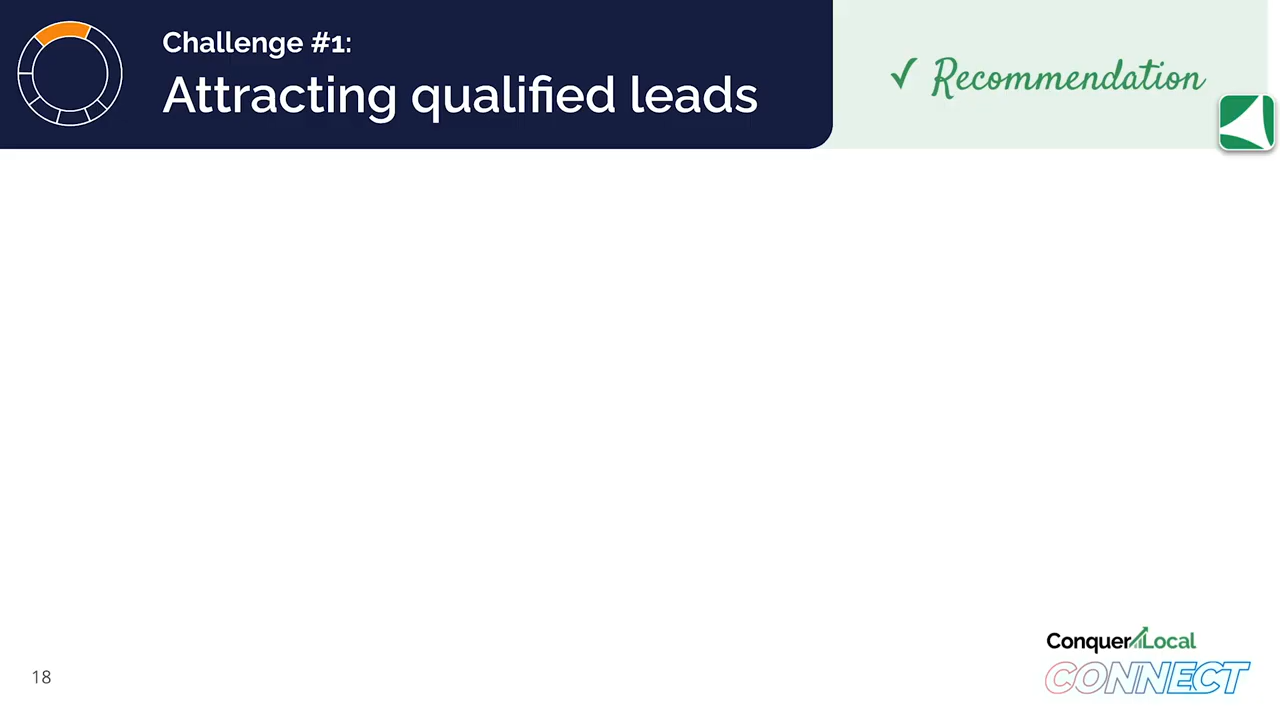 Challenge #1:
Attracting qualified leads
✓ Recommendation
Conquer Local
CONNECT
18